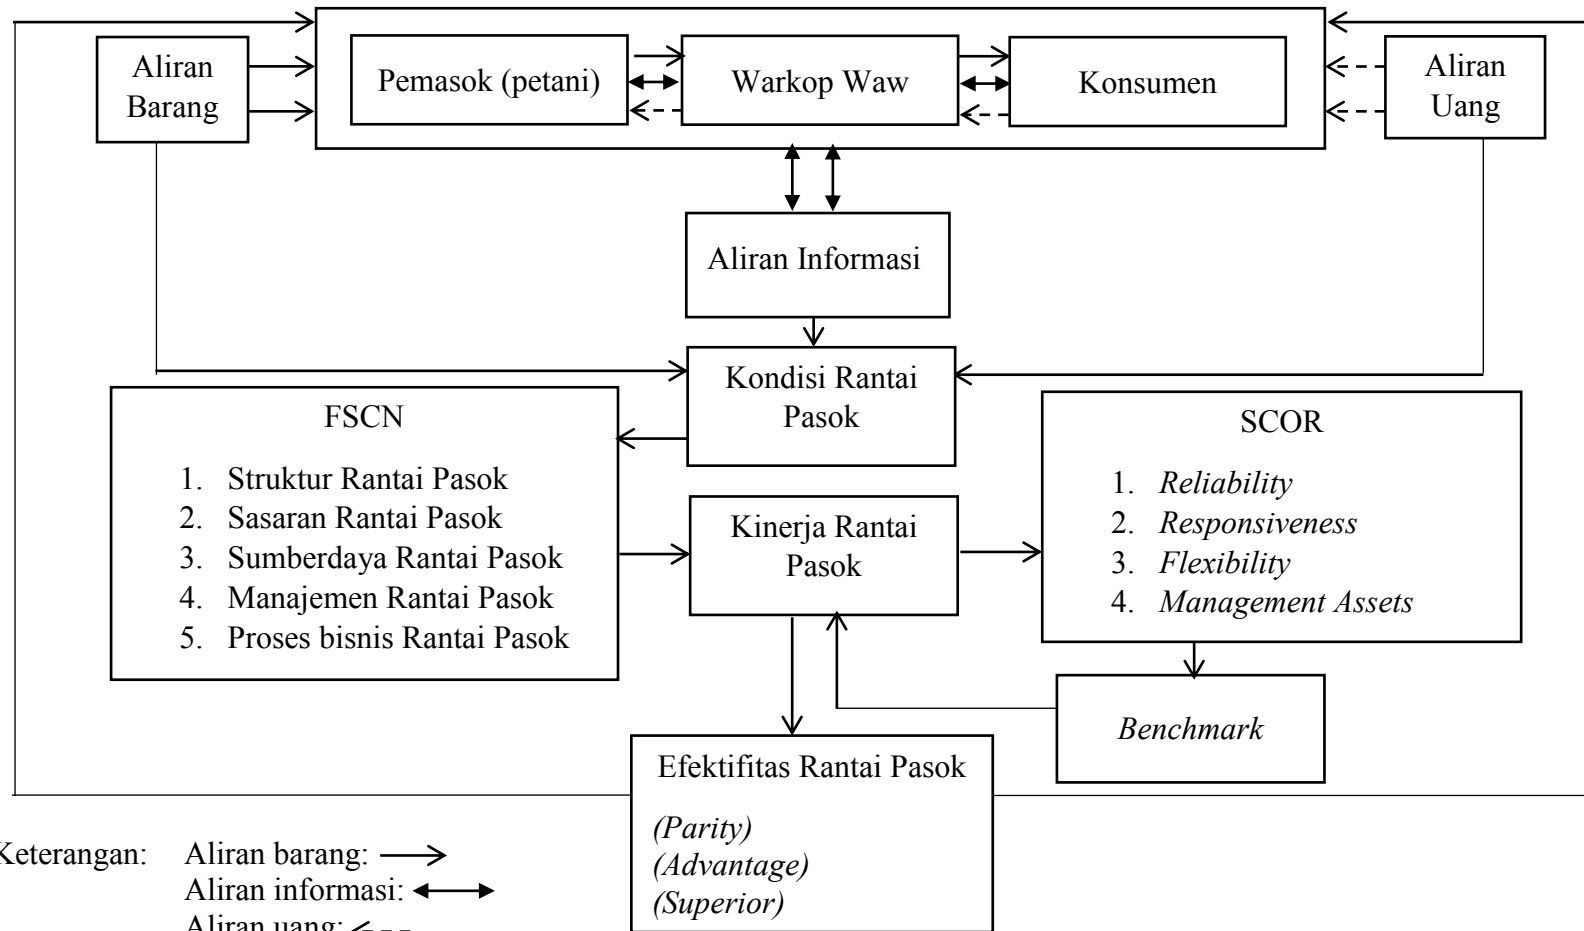 Aliran
Barang
Pemasok (petani)
Warkop Waw
Konsumen
Aliran
Uang
Aliran Informasi
Kondisi Rantai
Pasok
FSCN
1. Struktur Rantai Pasok
2. Sasaran Rantai Pasok
3. Sumberdaya Rantai Pasok
4. Manajemen Rantai Pasok
5. Proses bisnis Rantai Pasok
Kinerja Rantai
Pasok
SCOR
1. Reliability
2. Responsiveness
3. Flexibility
4. Management Assets
Benchmark
Efektifitas Rantai Pasok
(Parity)
(Advantage)
(Superior)
Keterangan: Aliran barang:
Aliran informasi:
Aliran uang: